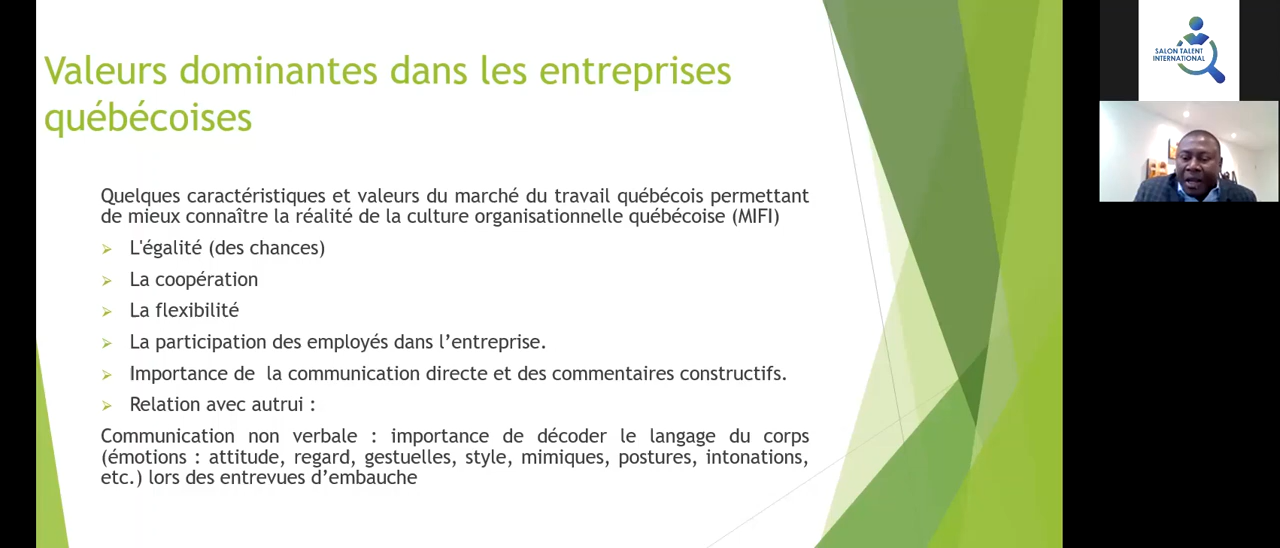 Valeurs dominantes dans les entreprises
québécoises
Quelques caractéristiques et valeurs du marché du travail québécois permettant
de mieux connaître la réalité de la culture organisationnelle québécoise (MIFI)
L'égalité (des chances)
La coopération
La flexibilité
La participation des employés dans l’entreprise.
Importance de  la communication directe et des commentaires constructifs.
Relation avec autrui :
Communication non verbale : importance de décoder le langage du corps
(émotions : attitude, regard, gestuelles, style, mimiques, postures, intonations,
etc.) lors des entrevues d’embauche
SALON TALENT
INTERNATIONAL